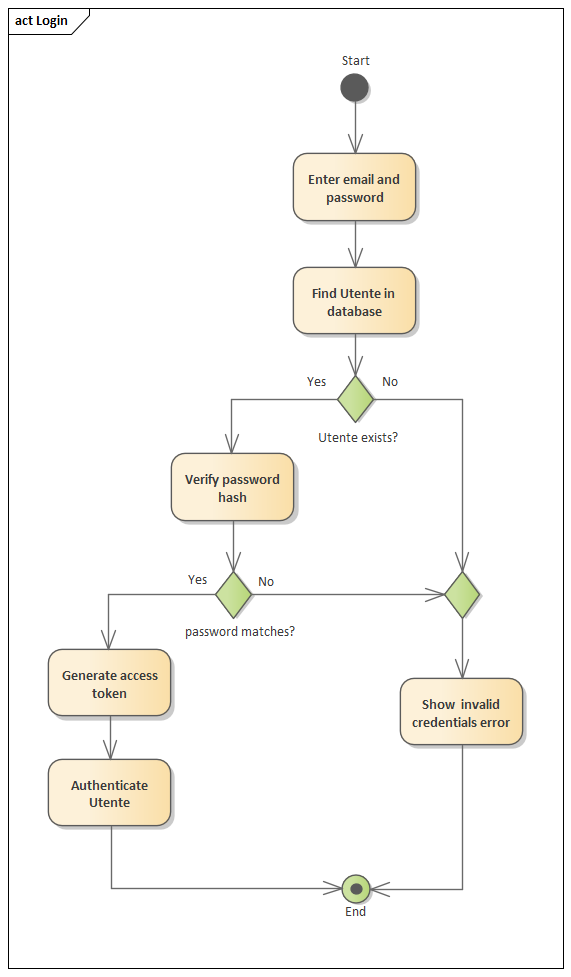 act Login
Start
Enter email and
password
Find Utente in
database
Yes
No
Utente exists?
Verify password
hash
Yes
No
password matches?
Generate access
token
Show  invalid
credentials error
Authenticate
Utente
End